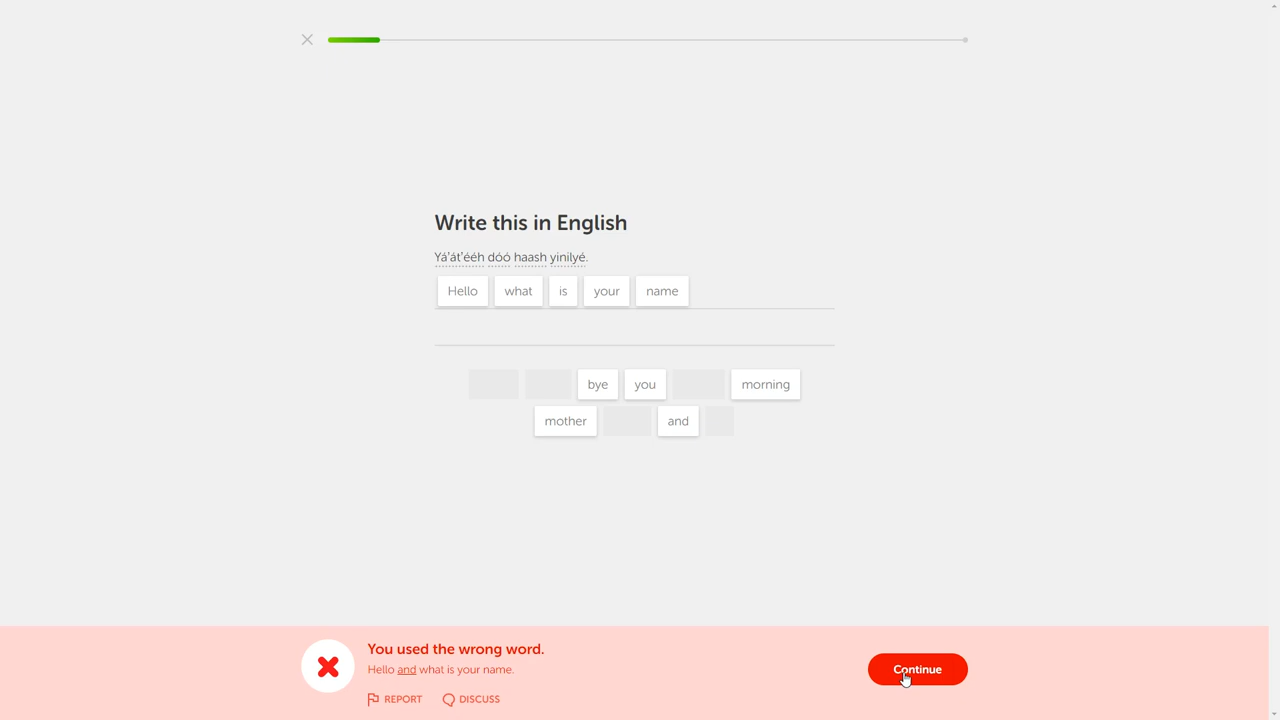 Write this in English
Yá'át'ééh dóó haash yinilyé.
Hello what is your name
bye you morning
mother and
You used the wrong word.
Hello and what is your name.
REPORT DISCUSS
Continue